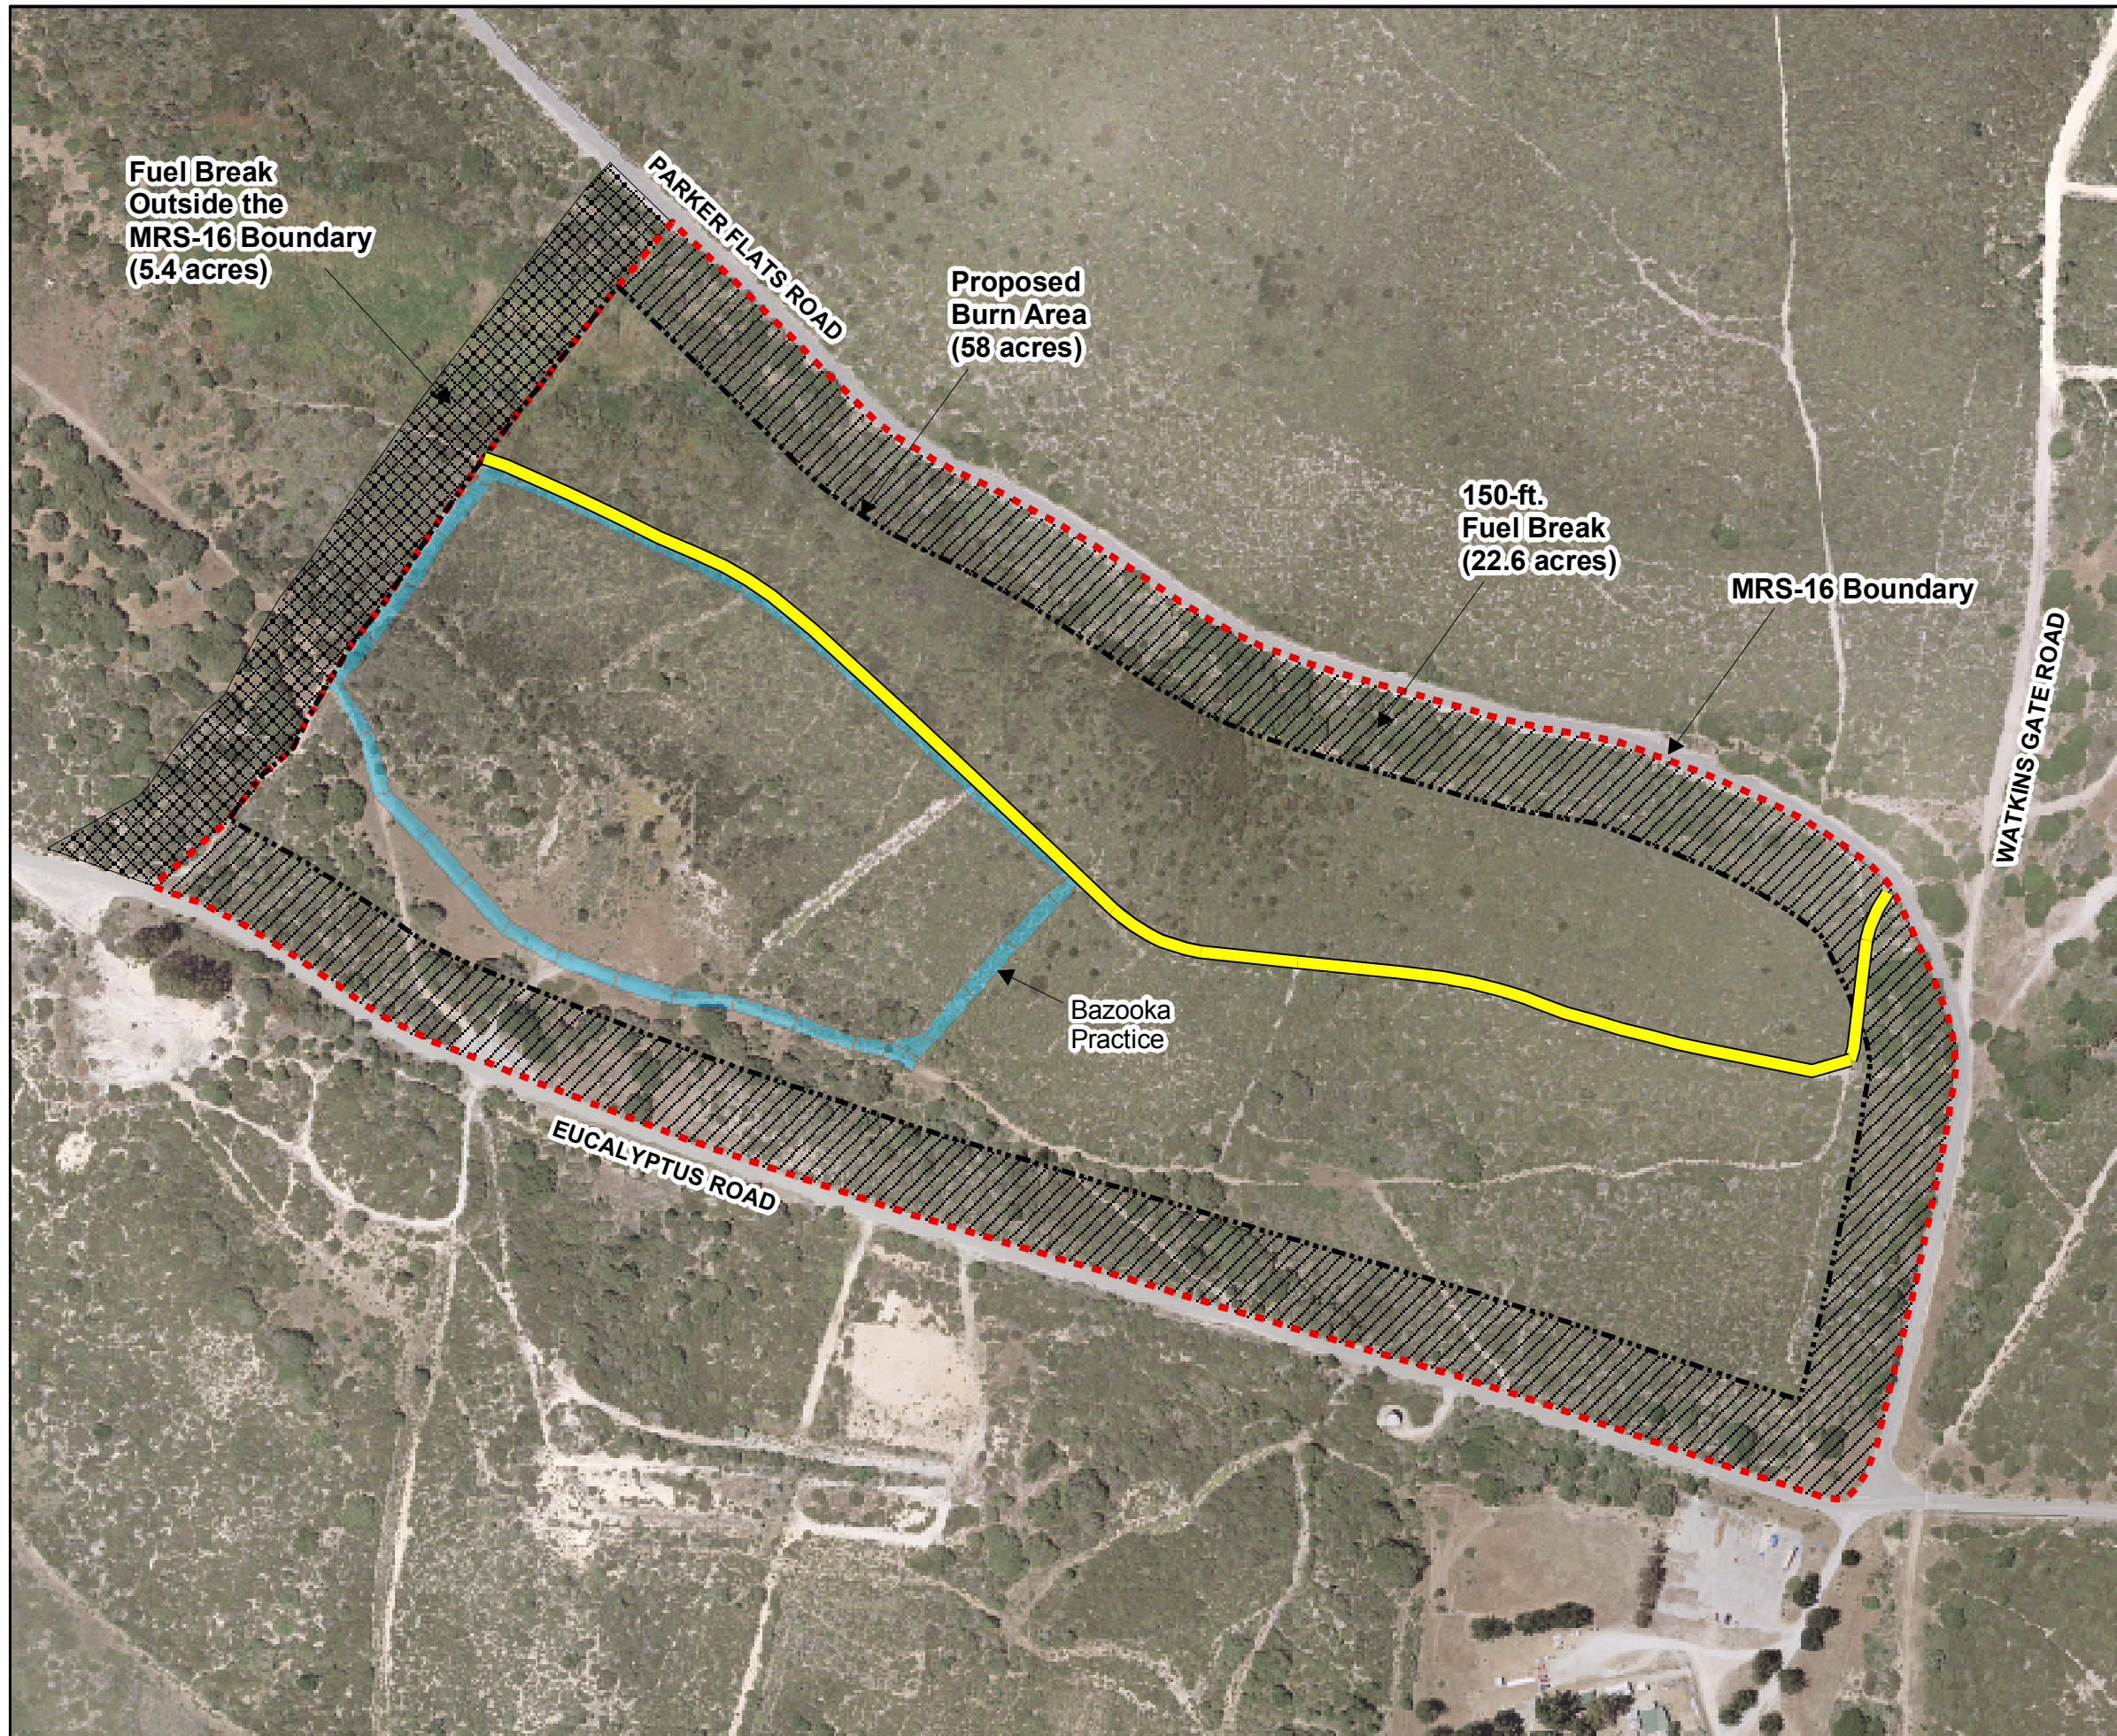 Fuel Break
Outside the
MRS-16 Boundary
(5.4 acres)
PARKER FLATS ROAD
Proposed
Burn Area
(58 acres)
150-ft.
Fuel Break
(22.6 acres)
MRS-16 Boundary
WATKINS GATE ROAD
Bazooka
Practice
EUCALYPTUS ROAD